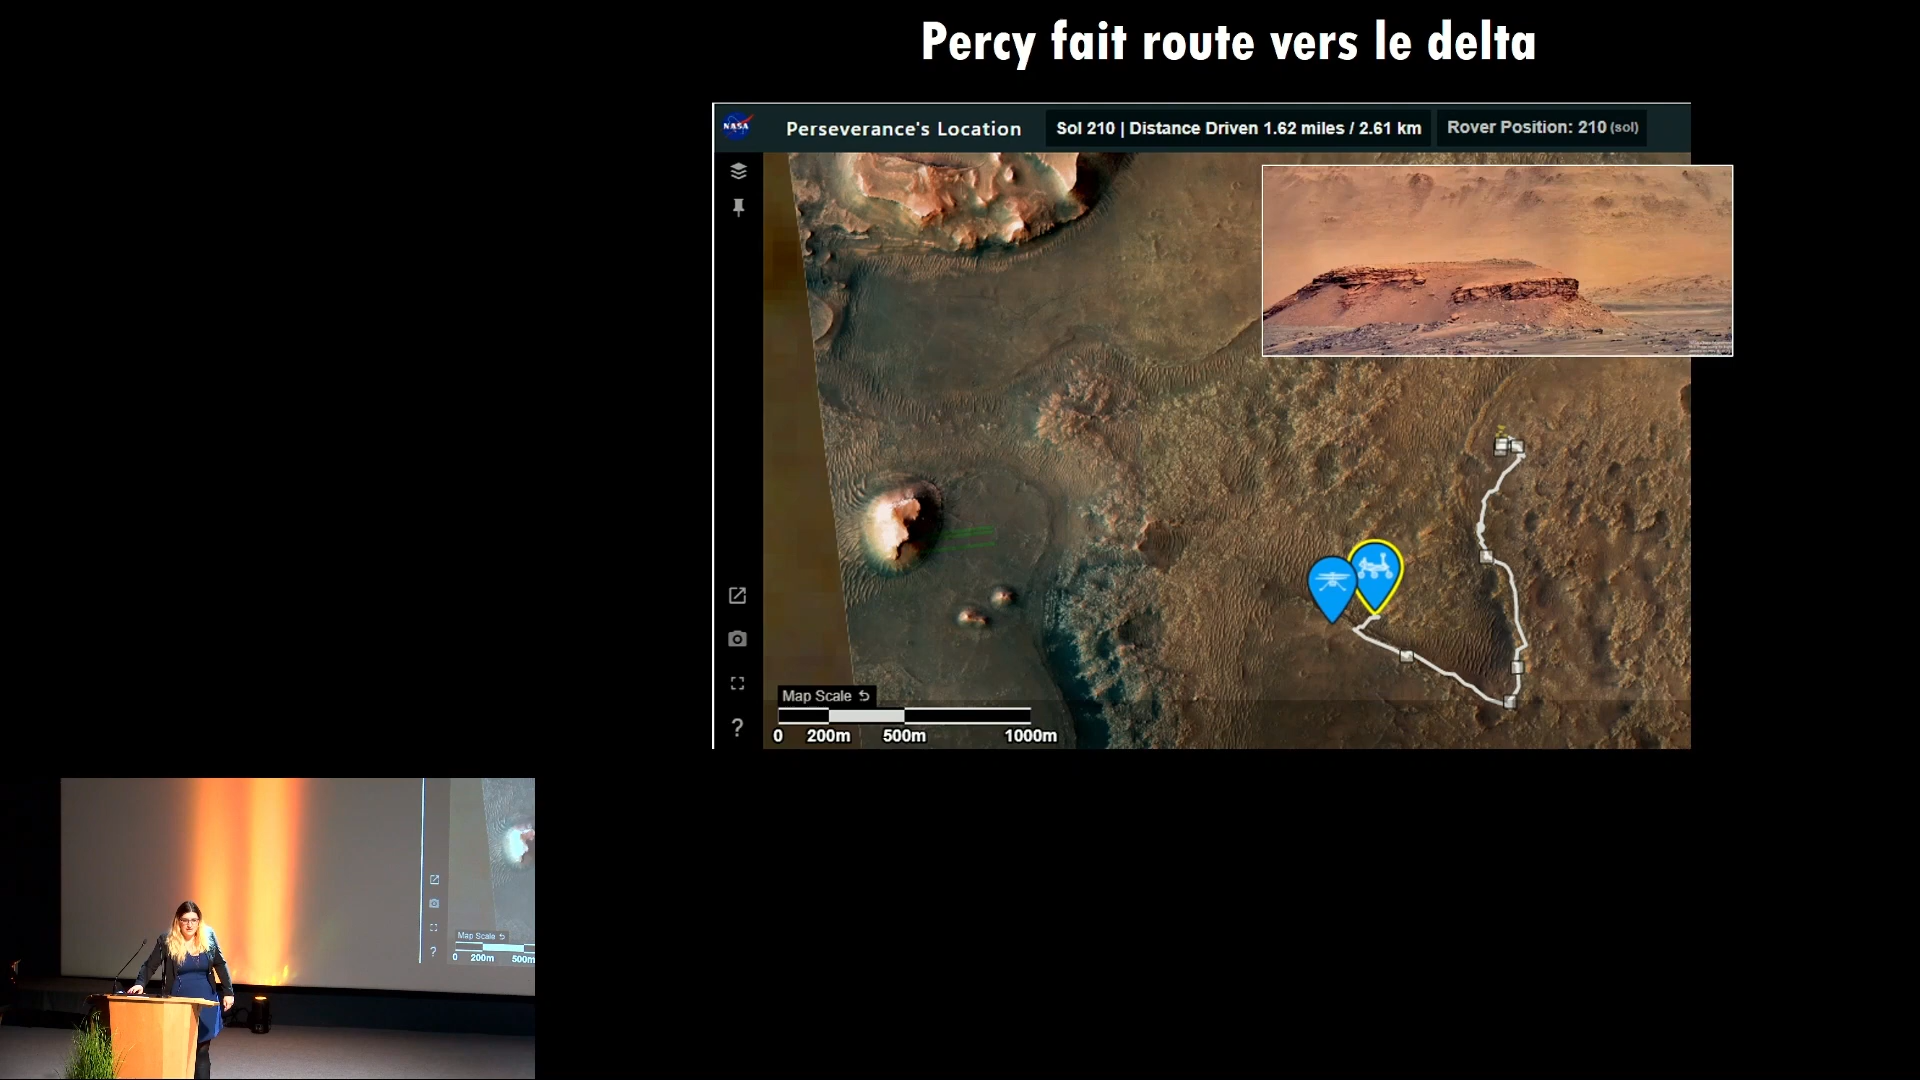 Percy fait route vers le delta
NASA
Perseverance's Location
Sol 210 | Distance Driven 1.62 miles / 2.61 km
Rover Position: 210 (sol)
?
Map Scale
0 200m 500m 1000m
?
Map Scale
0 200m 500m